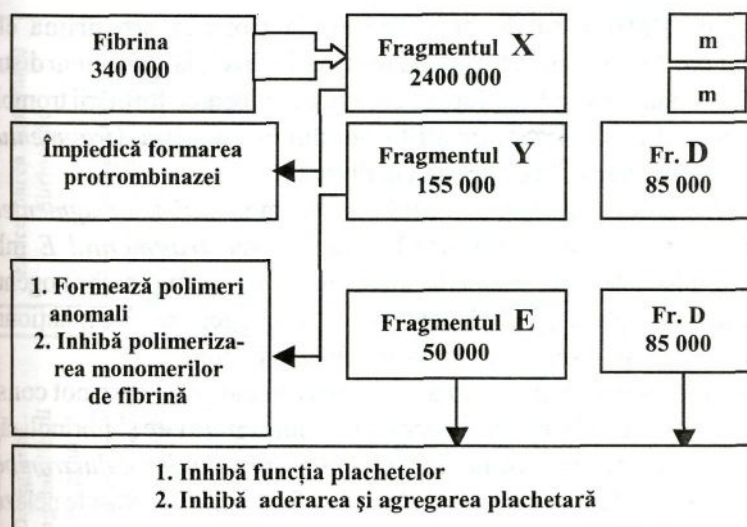 Fibrina
340 000
Fragmentul X
2400 000
m
m
Împiedică formarea
protrombinazei
Fragmentul Y
155 000
Fr. D
85 000
1. Formează polimeri
anomali
2. Inhibă polimeriza-
rea monomerilor
de fibrină
Fragmentul E
50 000
Fr. D
85 000
1. Inhibă funcția plachetelor
2. Inhibă aderarea și agregarea plachetară